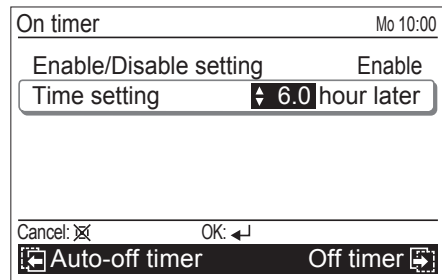 On timer Mo 10:00
Enable/Disable setting Enable
Time setting 6.0 hour later
Cancel: OK:
Auto-off timer Off timer